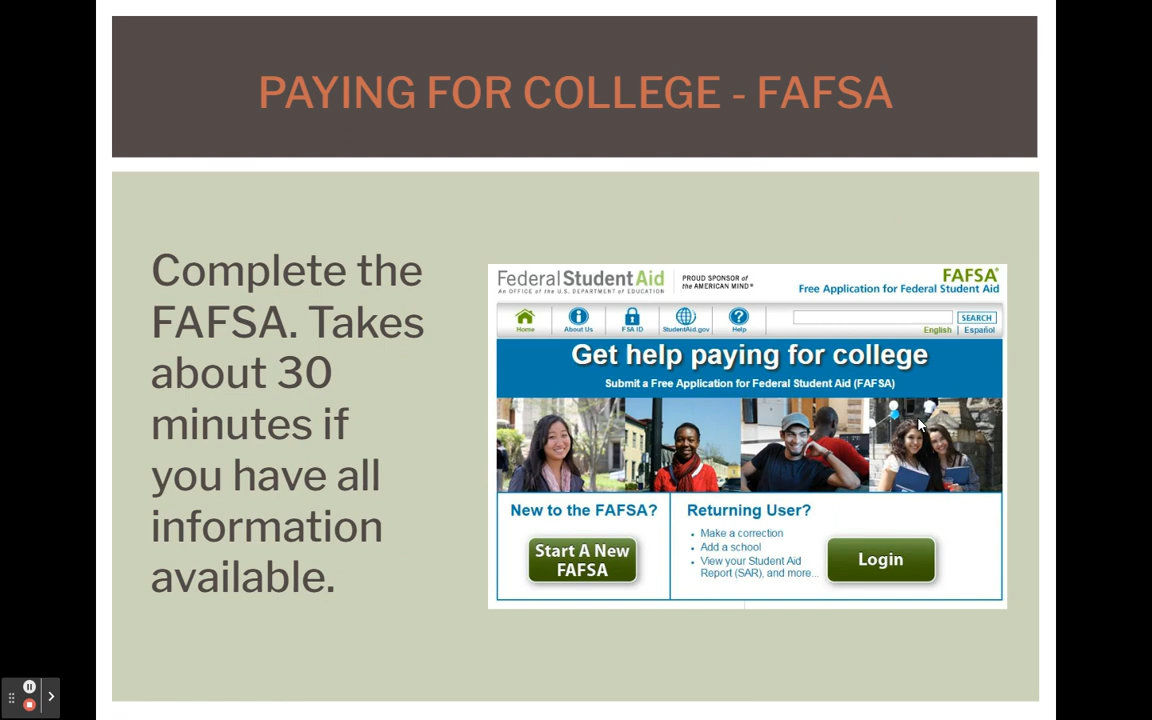 PAYING FOR COLLEGE - FAFSA
Complete the
FAFSA. Takes
about 30
minutes if
you have all
information
available.
Federal Student Aid
An OFFICE of the U.S. DEPARTMENT of EDUCATION
PROUD SPONSOR of
the AMERICAN MIND®
FAFSA®
Free Application for Federal Student Aid
Home
About Us
FSA ID
StudentAid.gov
Help
SEARCH
English | Español
Get help paying for college
Submit a Free Application for Federal Student Aid (FAFSA)
New to the FAFSA?
Start A New
FAFSA
Returning User?
• Make a correction
• Add a school
• View your Student Aid
Report (SAR), and more...
Login